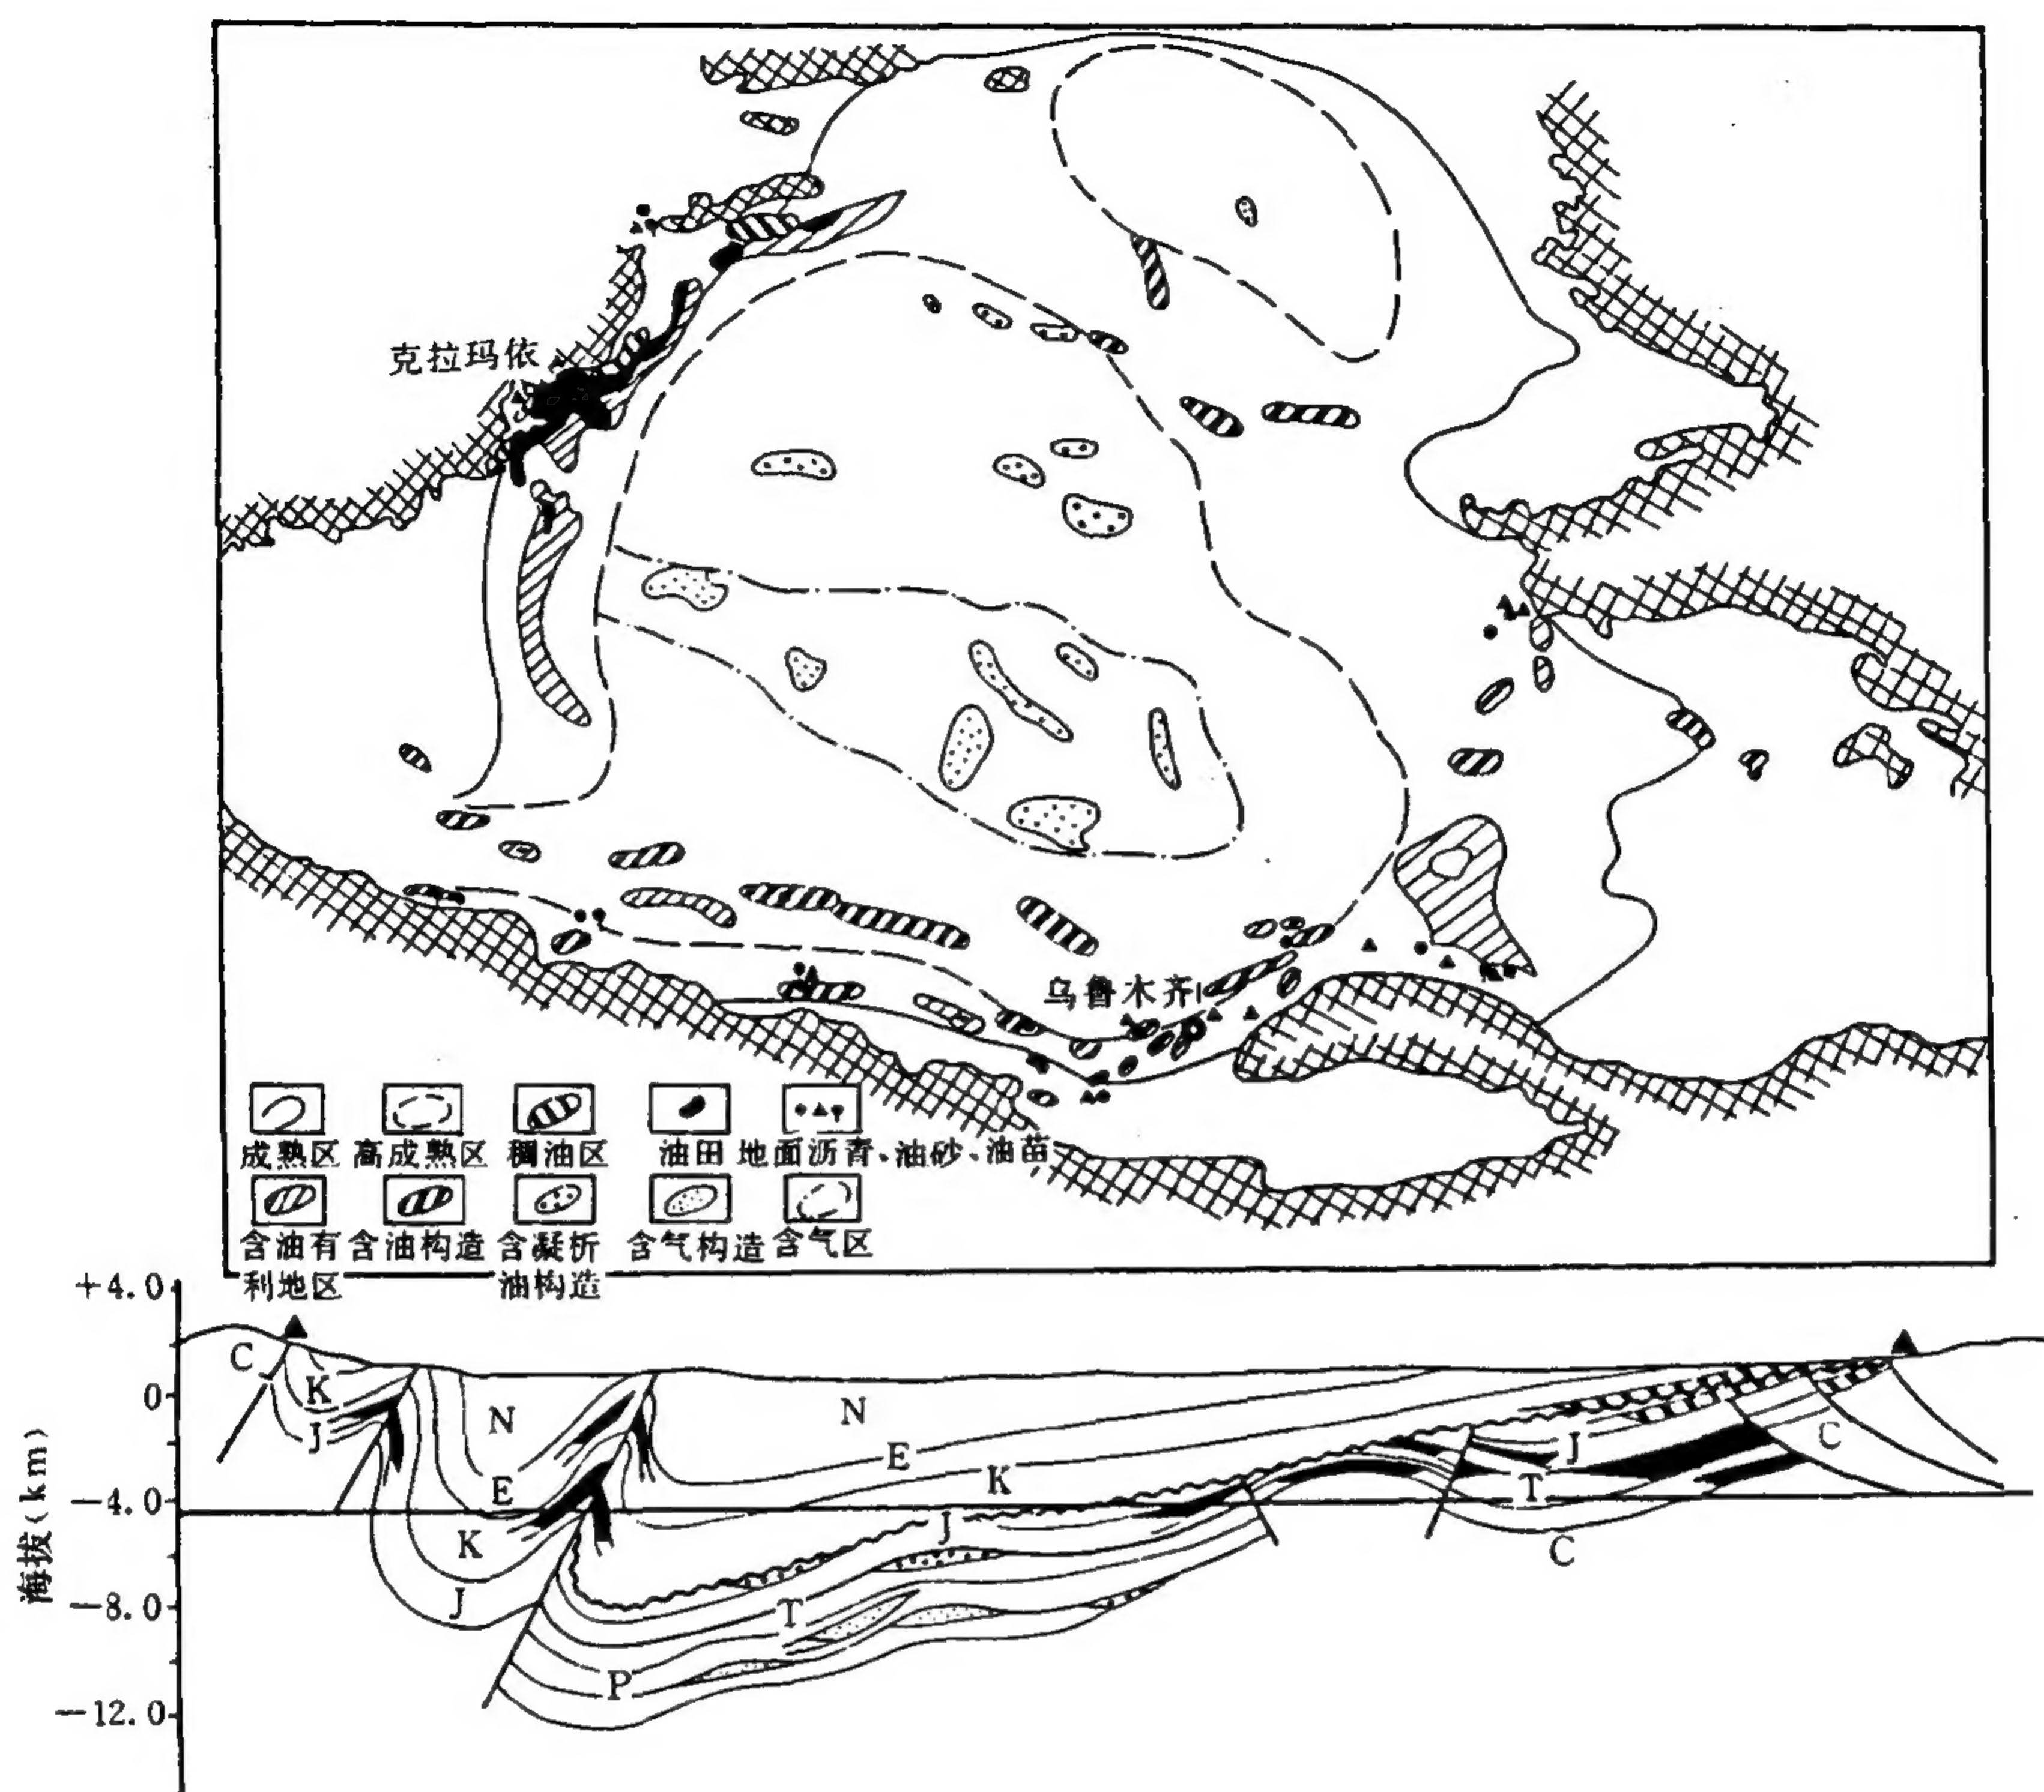 克拉玛依
乌鲁木齐
成熟区 高成熟区 稠油区 油田 地面沥青、油砂、油苗
含油有 含油构造 含凝析 含气构造 含气区
利地区 油构造
+4.0
0
-4.0
-8.0
-12.0
海拔(km)
C
K
J
N
E
K
J
N
E
K
J
T
P
J
T
C
C